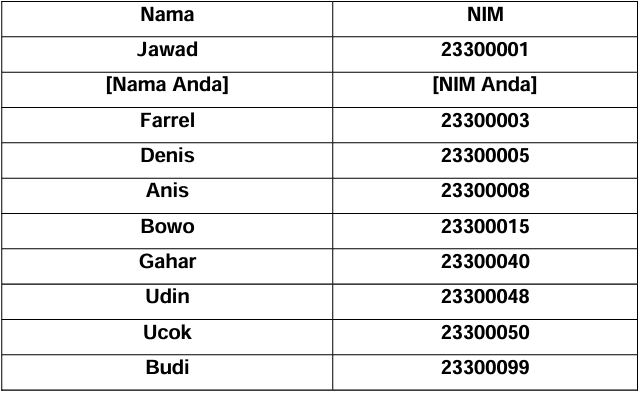 Nama NIM
Jawad 23300001
[Nama Anda] [NIM Anda]
Farrel 23300003
Denis 23300005
Anis 23300008
Bowo 23300015
Gahar 23300040
Udin 23300048
Ucok 23300050
Budi 23300099